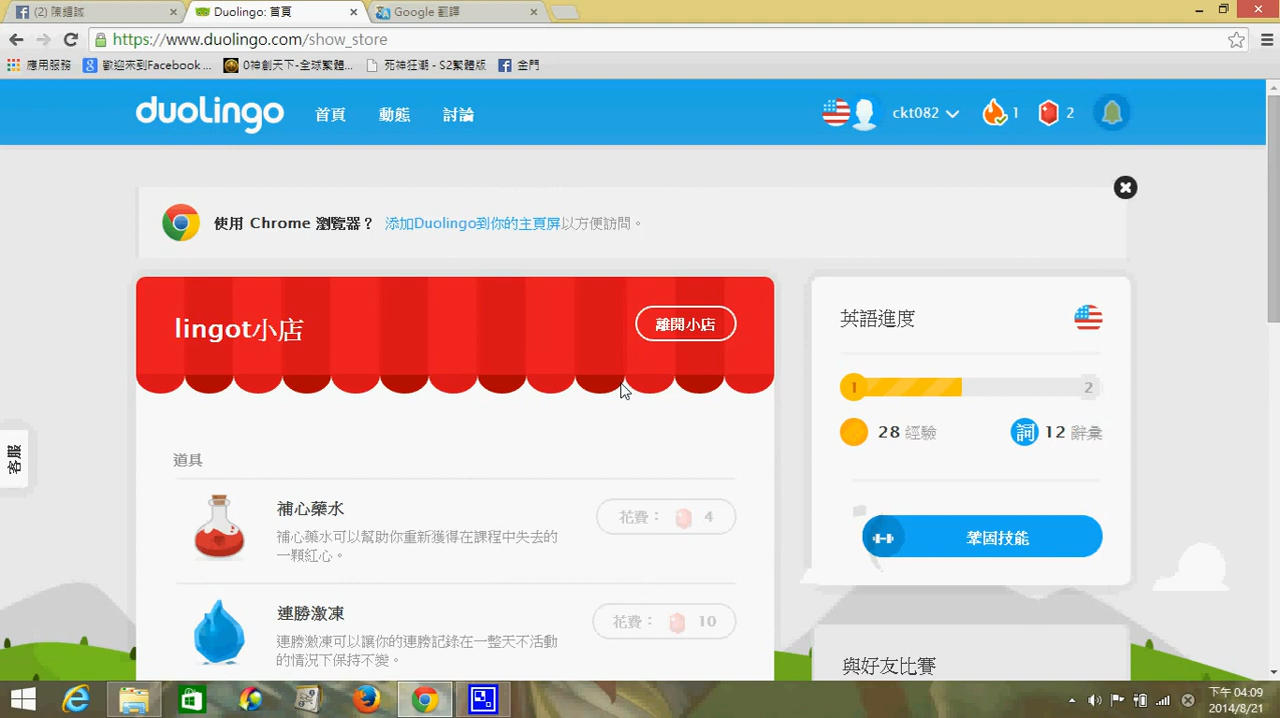 (2) 陳縕諴
Duolingo: 首頁
Google 翻譯
https://www.duolingo.com/show_store
應用服務
歡迎來到Facebook ...
0神創天下-全球繁體...
死神狂潮 - S2繁體版
金門
duolingo
首頁
動態
討論
ckt082
1
2
使用 Chrome 瀏覽器？ 添加Duolingo到你的主頁屏以方便訪問。
lingot小店
離開小店
英語進度
1
2
28 經驗
詞 12 辭彙
鞏固技能
客服
道具
補心藥水
花費： 4
補心藥水可以幫助你重新獲得在課程中失去的
一顆紅心。
連勝激凍
花費： 10
連勝激凍可以讓你的連勝記錄在一整天不活動
的情況下保持不變。
與好友比賽
下午 04:09
2014/8/21